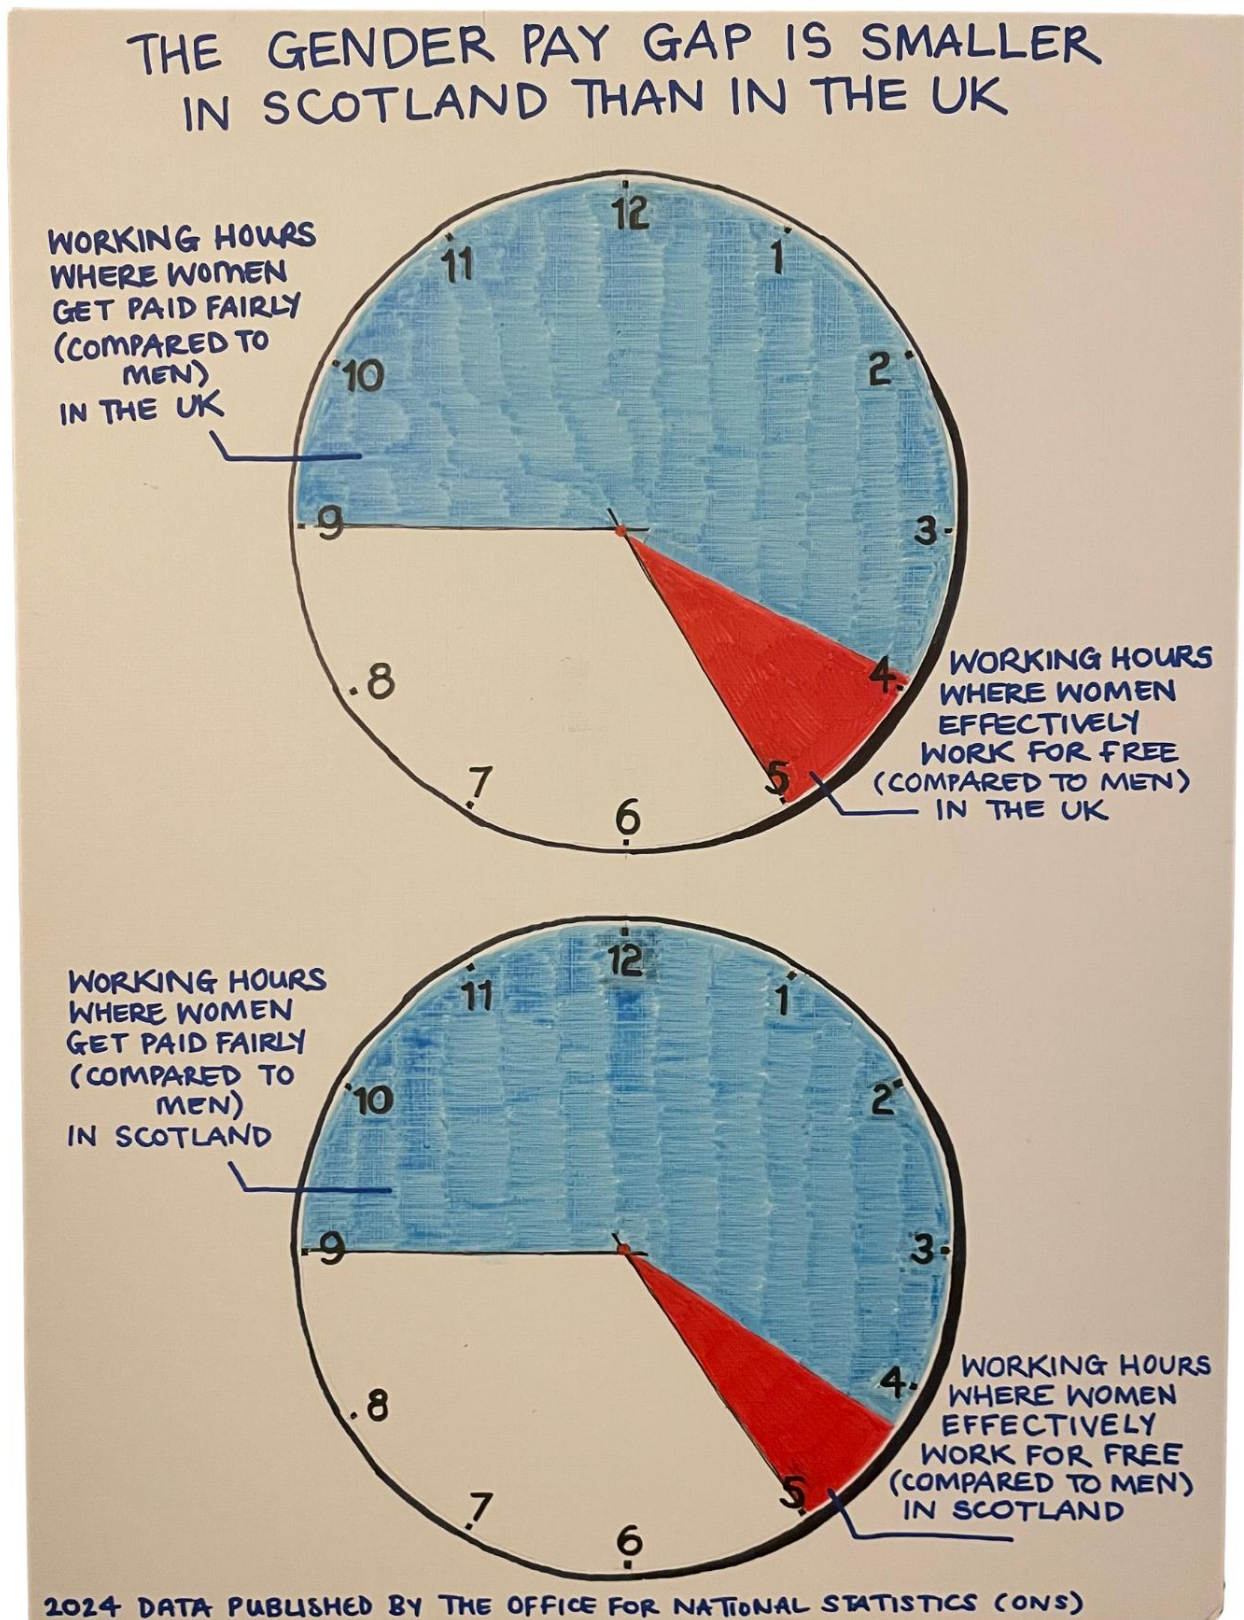 THE GENDER PAY GAP IS SMALLER
IN SCOTLAND THAN IN THE UK
WORKING HOURS
WHERE WOMEN
GET PAID FAIRLY
(COMPARED TO
MEN)
IN THE UK
12
1
2
3
4
5
6
7
8
9
10
11
WORKING HOURS
WHERE WOMEN
EFFECTIVELY
WORK FOR FREE
(COMPARED TO MEN)
IN THE UK
WORKING HOURS
WHERE WOMEN
GET PAID FAIRLY
(COMPARED TO
MEN)
IN SCOTLAND
12
1
2
3
4
5
6
7
8
9
10
11
WORKING HOURS
WHERE WOMEN
EFFECTIVELY
WORK FOR FREE
(COMPARED TO MEN)
IN SCOTLAND
2024 DATA PUBLISHED BY THE OFFICE FOR NATIONAL STATISTICS (ONS)